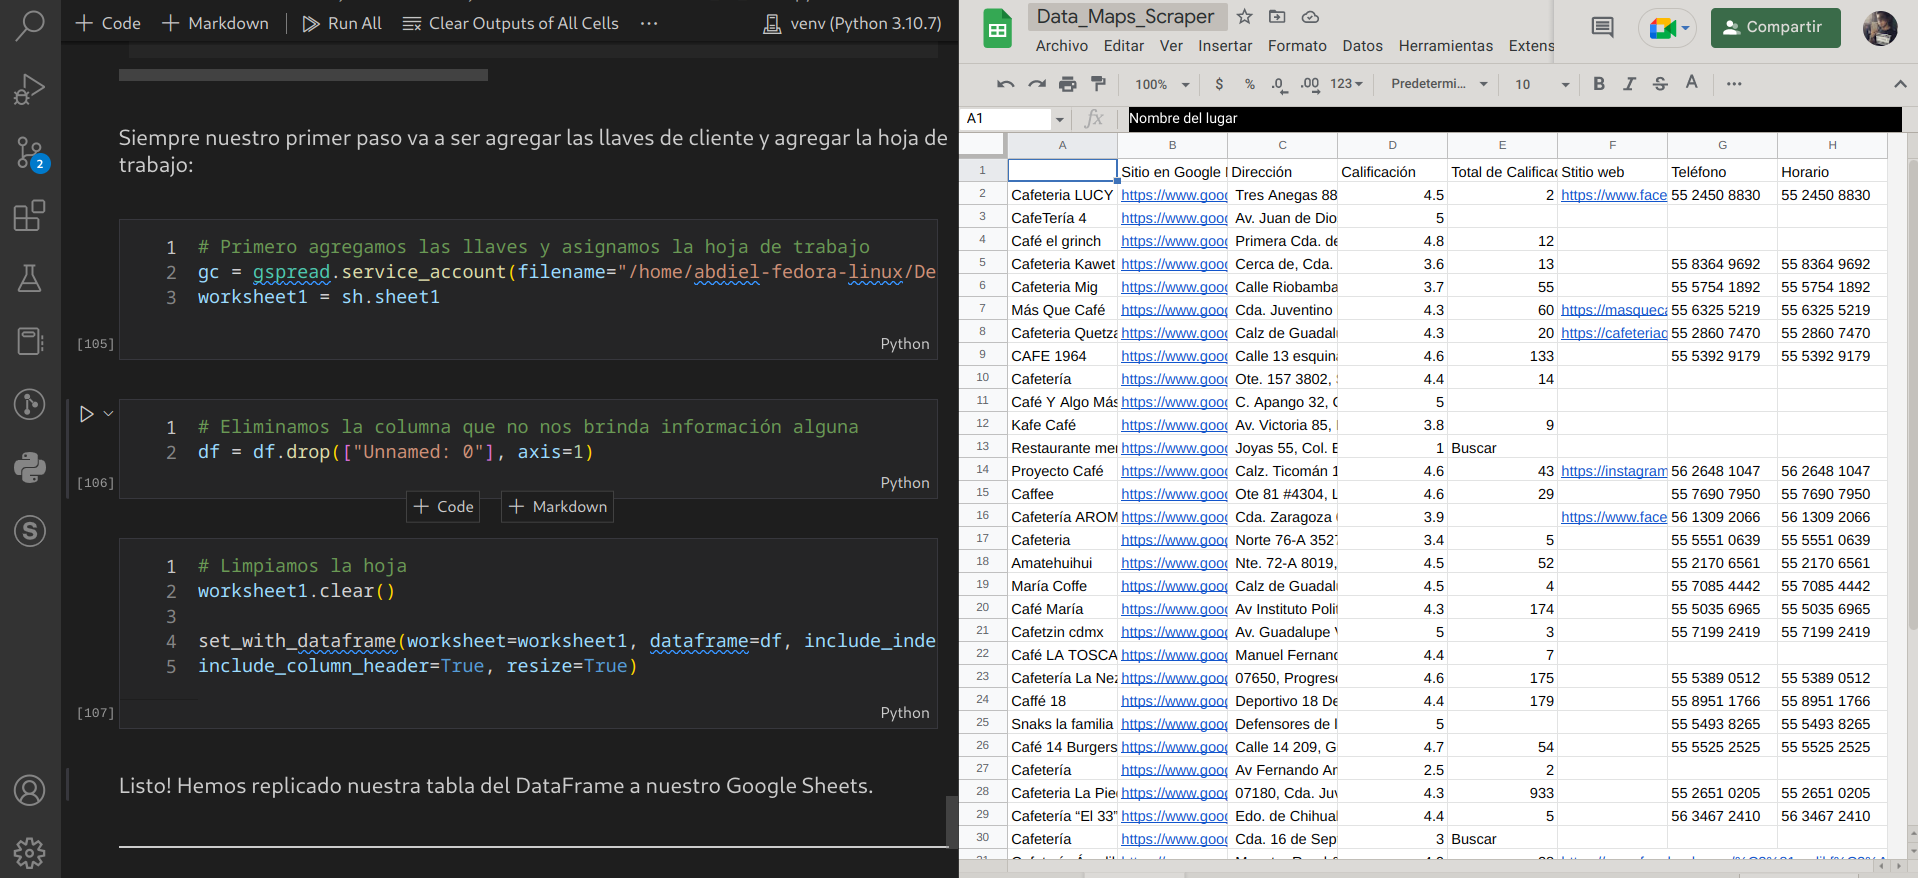 Code
Markdown
Run All
Clear Outputs of All Cells
venv (Python 3.10.7)
2
Siempre nuestro primer paso va a ser agregar las llaves de cliente y agregar la hoja de
trabajo:
1 # Primero agregamos las llaves y asignamos la hoja de trabajo
2 gc = gspread.service_account(filename="/home/abdiel-fedora-linux/De
3 worksheet1 = sh.sheet1
[105]
Python
1 # Eliminamos la columna que no nos brinda información alguna
2 df = df.drop(["Unnamed: 0"], axis=1)
[106]
Python
Code
Markdown
1 # Limpiamos la hoja
2 worksheet1.clear()
3
4 set_with_dataframe(worksheet=worksheet1, dataframe=df, include_inde
5 include_column_header=True, resize=True)
[107]
Python
Listo! Hemos replicado nuestra tabla del DataFrame a nuestro Google Sheets.
Data_Maps_Scraper
Archivo Editar Ver Insertar Formato Datos Herramientas Extens
Compartir
100% $ % .0 .00 123 Predetermi... 10 B I S A
A1 fx Nombre del lugar
A B C D E F G H
1 Sitio en Google Dirección Calificación Total de Calificac Stitio web Teléfono Horario
2 Cafeteria LUCY https://www.goog Tres Anegas 88 4.5 2 https://www.face 55 2450 8830 55 2450 8830
3 CafeTería 4 https://www.goog Av. Juan de Dio 5
4 Café el grinch https://www.goog Primera Cda. de 4.8 12
5 Cafeteria Kawet https://www.goog Cerca de, Cda. 3.6 13 55 8364 9692 55 8364 9692
6 Cafeteria Mig https://www.goog Calle Riobamba 3.7 55 55 5754 1892 55 5754 1892
7 Más Que Café https://www.goog Cda. Juventino 4.3 60 https://masqueca 55 6325 5219 55 6325 5219
8 Cafeteria Quetza https://www.goog Calz de Guadalu 4.3 20 https://cafeteriaq 55 2860 7470 55 2860 7470
9 CAFE 1964 https://www.goog Calle 13 esquina 4.6 133 55 5392 9179 55 5392 9179
10 Cafetería https://www.goog Ote. 157 3802, 4.4 14
11 Café Y Algo Más https://www.goog C. Apango 32, C 5
12 Kafe Café https://www.goog Av. Victoria 85, 3.8 9
13 Restaurante mer https://www.goog Joyas 55, Col. E 1 Buscar
14 Proyecto Café https://www.goog Calz. Ticomán 1 4.6 43 https://instagram 56 2648 1047 56 2648 1047
15 Caffee https://www.goog Ote 81 #4304, L 4.6 29 55 7690 7950 55 7690 7950
16 Cafetería AROM https://www.goog Cda. Zaragoza 3.9 https://www.face 56 1309 2066 56 1309 2066
17 Cafeteria https://www.goog Norte 76-A 3527 3.4 5 55 5551 0639 55 5551 0639
18 Amatehuihui https://www.goog Nte. 72-A 8019, 4.5 52 55 2170 6561 55 2170 6561
19 María Coffe https://www.goog Calz de Guadalu 4.5 4 55 7085 4442 55 7085 4442
20 Café María https://www.goog Av Instituto Polit 4.3 174 55 5035 6965 55 5035 6965
21 Cafetzin cdmx https://www.goog Av. Guadalupe V 5 3 55 7199 2419 55 7199 2419
22 Café LA TOSCA https://www.goog Manuel Fernand 4.4 7
23 Cafetería La Nez https://www.goog 07650, Progreso 4.6 175 55 5389 0512 55 5389 0512
24 Caffé 18 https://www.goog Deportivo 18 De 4.4 179 55 8951 1766 55 8951 1766
25 Snaks la familia https://www.goog Defensores de l 5 55 5493 8265 55 5493 8265
26 Café 14 Burgers https://www.goog Calle 14 209, G 4.7 54 55 5525 2525 55 5525 2525
27 Cafetería https://www.goog Av Fernando Am 2.5 2
28 Cafeteria La Pie https://www.goog 07180, Cda. Juv 4.3 933 55 2651 0205 55 2651 0205
29 Cafetería “El 33” https://www.goog Edo. de Chihual 4.4 5 56 3467 2410 56 3467 2410
30 Cafetería https://www.goog Cda. 16 de Sep 3 Buscar